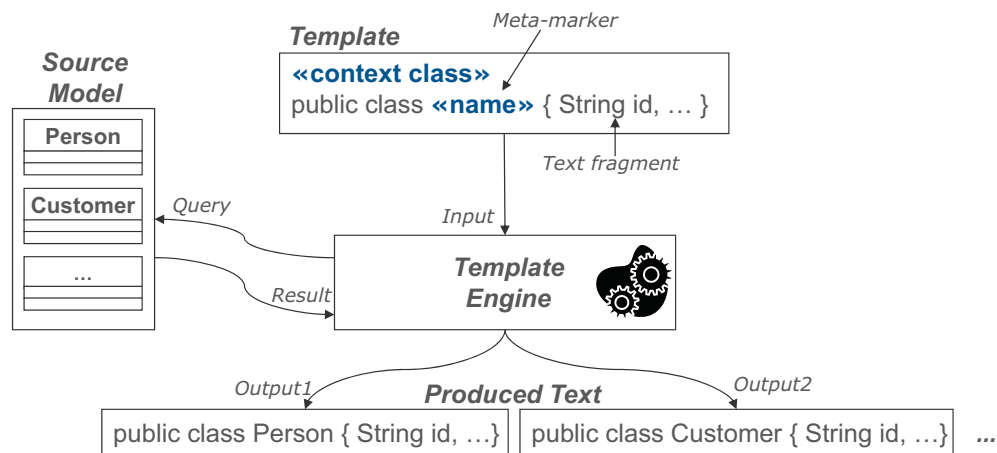 Meta-marker
Template
«context class»
public class «name» { String id, … }
Text fragment
Source
Model
Person
Customer
...
Query
Result
Input
Template
Engine
Output1
Output2
Produced Text
public class Person { String id, …}
public class Customer { String id, …}
...